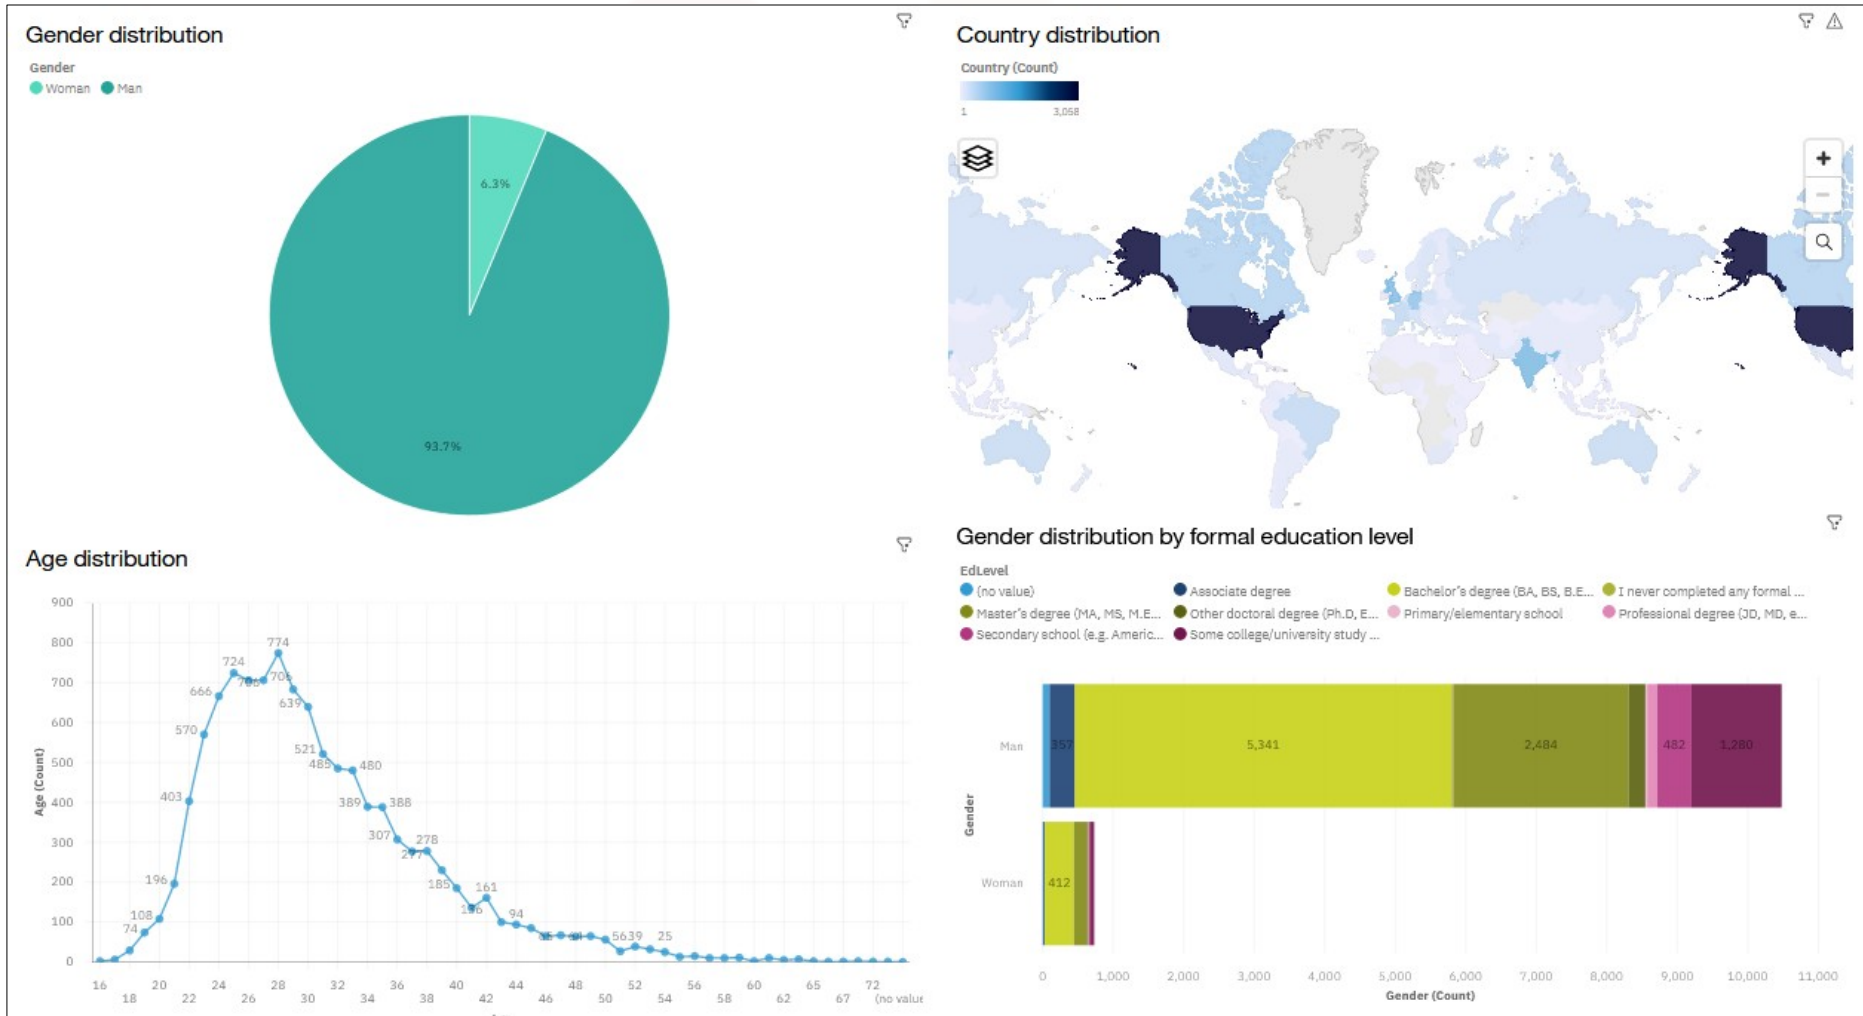 Gender distribution
Gender
Woman Man
6.3%
93.7%
Country distribution
Country (Count)
1 3,058
Age distribution
Age (Count)
900
800
700
600
500
400
300
200
100
0
74
108
196
403
570
666
724
706
774
639
521
485
480
389
388
307
277
278
185
161
94
5639
25
16 20 24 28 32 36 40 44 48 52 56 60 65 72
18 22 26 30 34 38 42 46 50 54 58 62 67 (no value
Gender distribution by formal education level
EdLevel
(no value) Associate degree Bachelor's degree (BA, BS, B.E... I never completed any formal ...
Master's degree (MA, MS, M.E... Other doctoral degree (Ph.D, E... Primary/elementary school Professional degree (JD, MD, e...
Secondary school (e.g. Americ... Some college/university study ...
Gender
Man 357 5,341 2,484 482 1,280
Woman 412
0 1,000 2,000 3,000 4,000 5,000 6,000 7,000 8,000 9,000 10,000 11,000
Gender (Count)